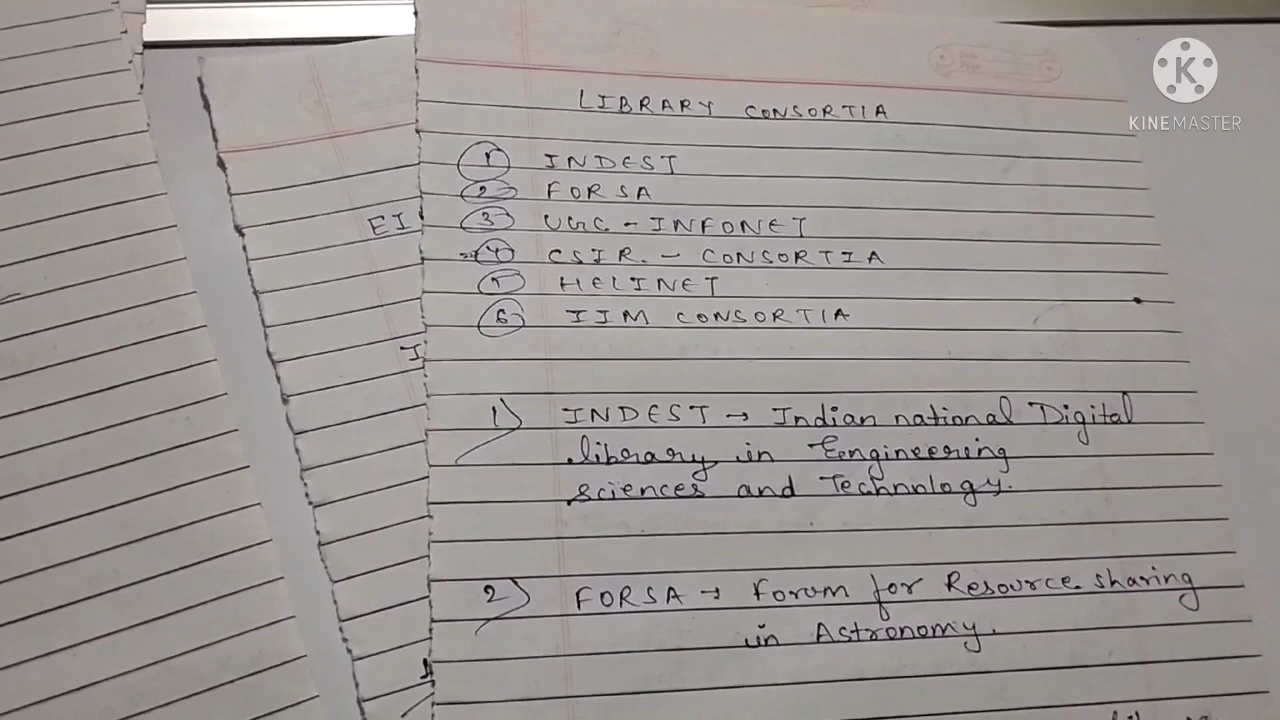 LIBRARY CONSORTIA
1 INDEST
2 FORSA
3 UGC - INFONET
4 CSIR. - CONSORTIA
5 HELINET
6 IIM CONSORTIA
1) INDEST → Indian national Digital
library in Engineering
sciences and Technology.
2) FORSA → Forum for Resource sharing
in Astronomy.
EI
I
K
KINEMASTER